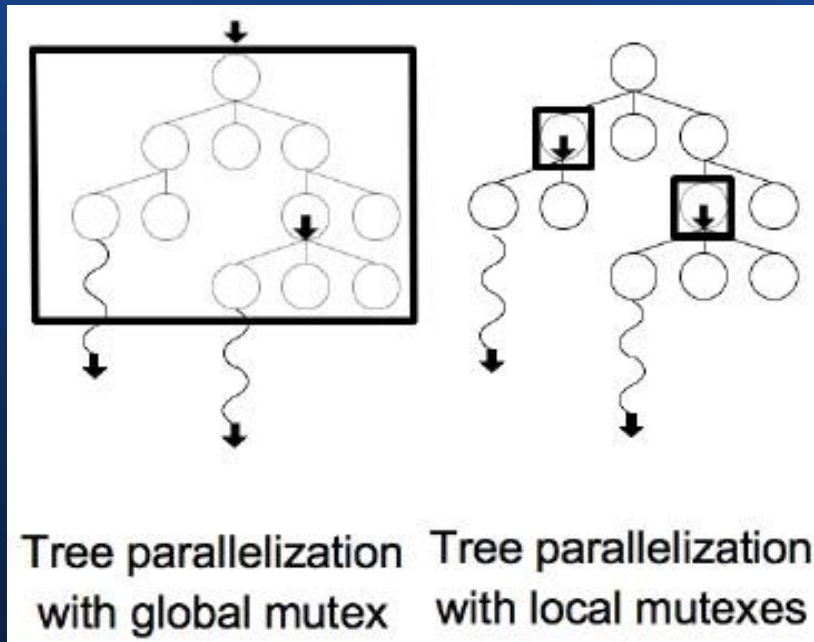 Tree parallelization
with global mutex
Tree parallelization
with local mutexes